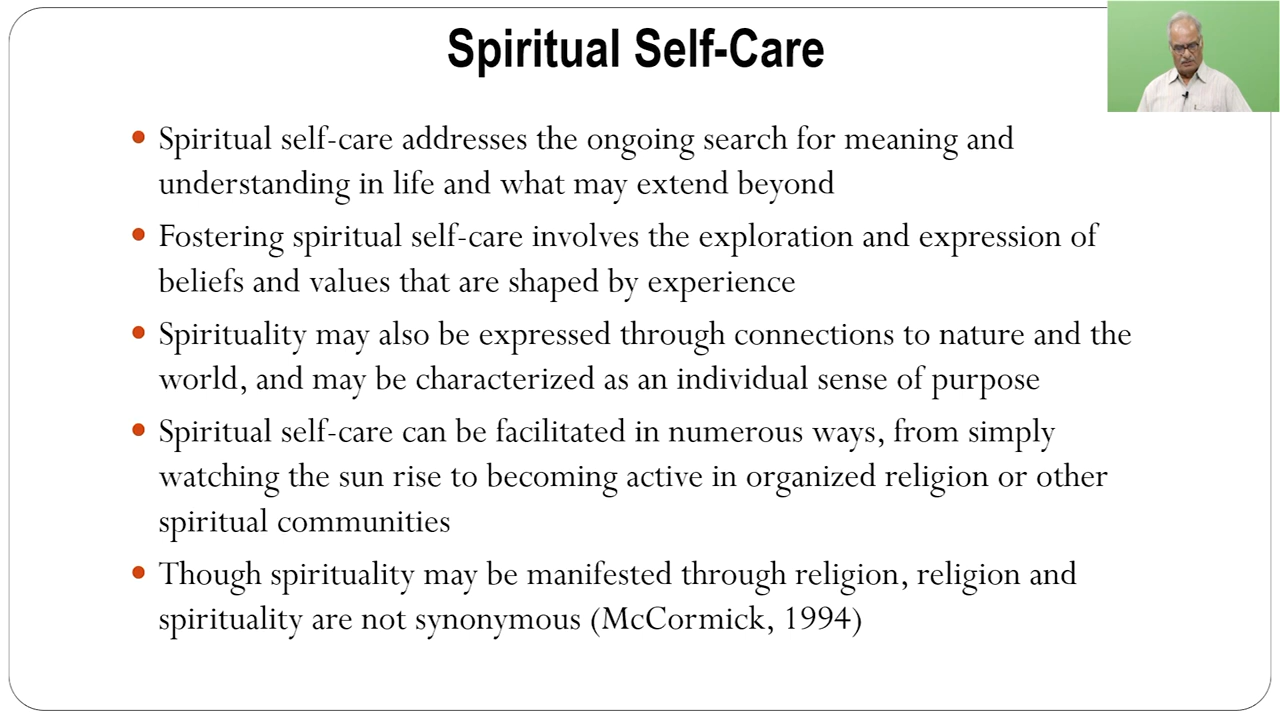 Spiritual Self-Care
• Spiritual self-care addresses the ongoing search for meaning and
understanding in life and what may extend beyond
• Fostering spiritual self-care involves the exploration and expression of
beliefs and values that are shaped by experience
• Spirituality may also be expressed through connections to nature and the
world, and may be characterized as an individual sense of purpose
• Spiritual self-care can be facilitated in numerous ways, from simply
watching the sun rise to becoming active in organized religion or other
spiritual communities
• Though spirituality may be manifested through religion, religion and
spirituality are not synonymous (McCormick, 1994)